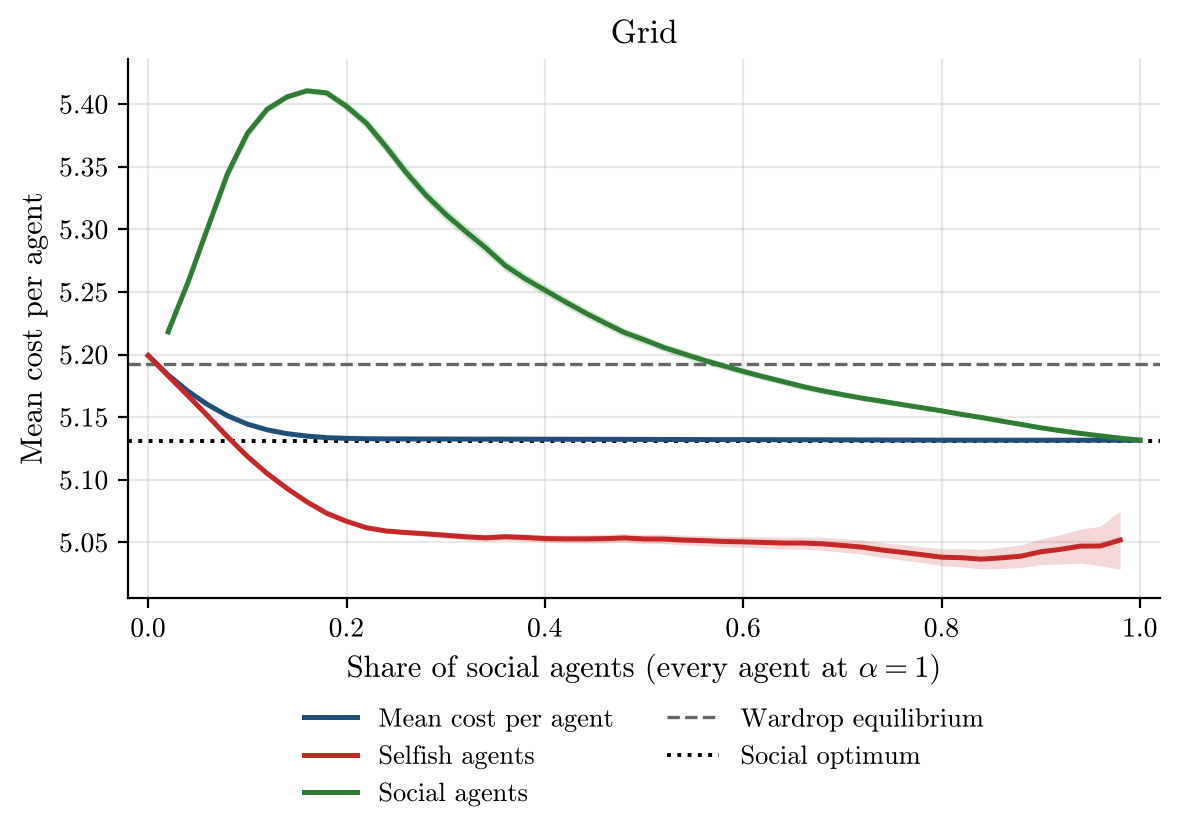 Grid
Mean cost per agent
5.40
5.35
5.30
5.25
5.20
5.15
5.10
5.05
0.0 0.2 0.4 0.6 0.8 1.0
Share of social agents (every agent at α = 1)
Mean cost per agent
Selfish agents
Social agents
Wardrop equilibrium
Social optimum